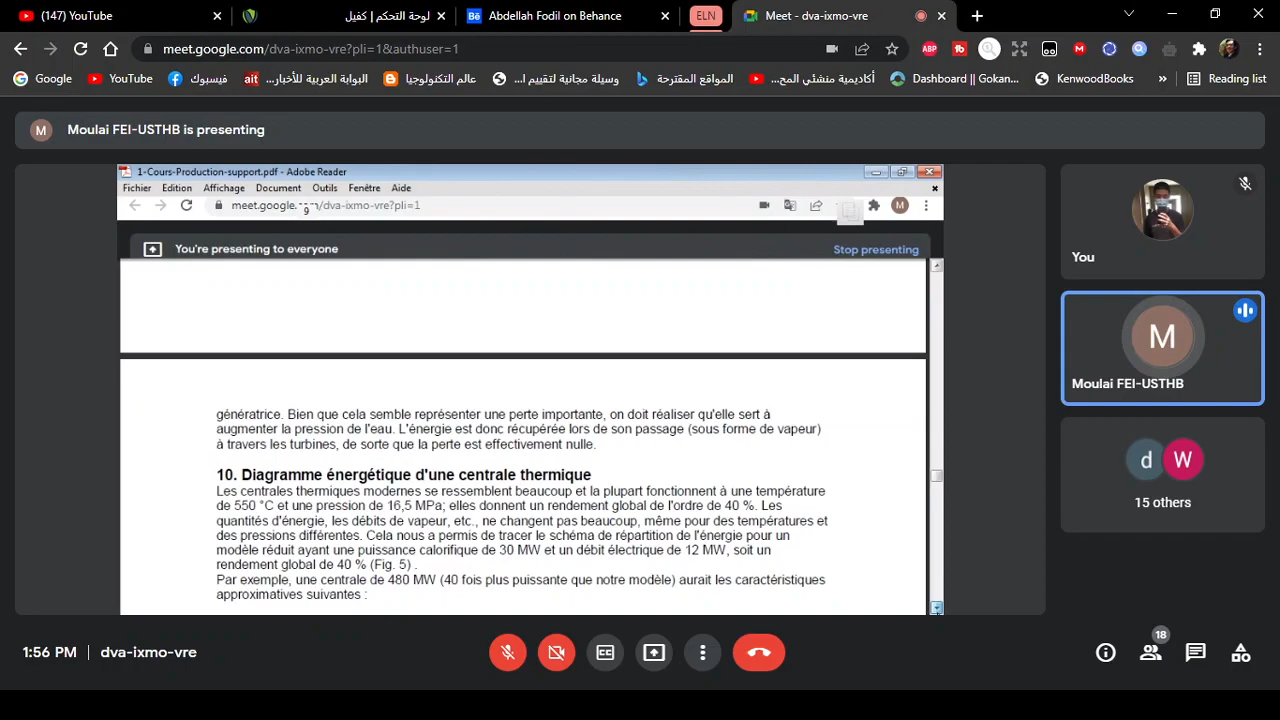 (147) YouTube
لوحة التحكم | كفيل
Abdellah Fodil on Behance
ELN
Meet - dva-ixmo-vre
meet.google.com/dva-ixmo-vre?pli=1&authuser=1
Google
YouTube
فيسبوك
البوابة العربية للأخبار...
عالم التكنولوجيا
وسيلة مجانية لتقييم ا...
المواقع المقترحة
أكاديمية منشئي المح...
Dashboard || Gokan...
KenwoodBooks
»
Reading list
M
Moulai FEI-USTHB is presenting
1-Cours-Production-support.pdf - Adobe Reader
Fichier Edition Affichage Document Outils Fenêtre Aide
meet.google.
/dva-ixmo-vre?pli=1
M
You're presenting to everyone
Stop presenting
génératrice. Bien que cela semble représenter une perte importante, on doit réaliser qu'elle sert à
augmenter la pression de l'eau. L'énergie est donc récupérée lors de son passage (sous forme de vapeur)
à travers les turbines, de sorte que la perte est effectivement nulle.
10. Diagramme énergétique d'une centrale thermique
Les centrales thermiques modernes se ressemblent beaucoup et la plupart fonctionnent à une température
de 550 °C et une pression de 16,5 MPa; elles donnent un rendement global de l'ordre de 40 %. Les
quantités d'énergie, les débits de vapeur, etc., ne changent pas beaucoup, même pour des températures et
des pressions différentes. Cela nous a permis de tracer le schéma de répartition de l'énergie pour un
modèle réduit ayant une puissance calorifique de 30 MW et un débit électrique de 12 MW, soit un
rendement global de 40 % (Fig. 5) .
Par exemple, une centrale de 480 MW (40 fois plus puissante que notre modèle) aurait les caractéristiques
approximatives suivantes :
You
M
Moulai FEI-USTHB
d W
15 others
1:56 PM | dva-ixmo-vre
18